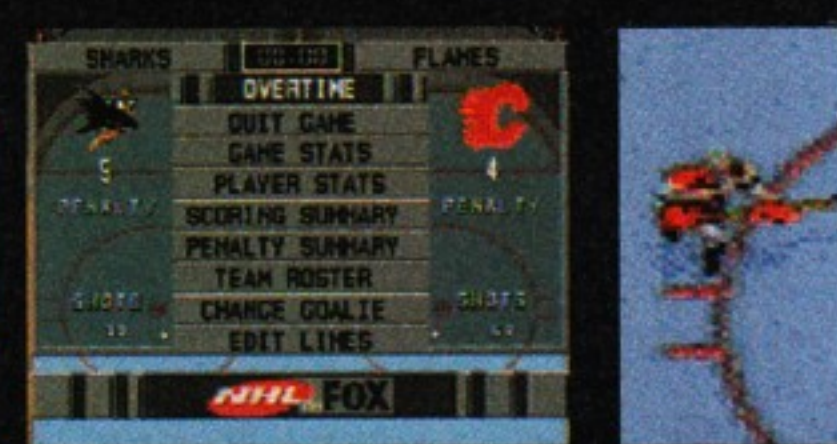 SHARKS FLAMES
OVERTIME
QUIT GAME
GAME STATS
5 PLAYER STATS 4
PENALTY SCORING SUMMARY PENALTY
PENALTY SUMMARY
TEAM ROSTER
SHOTS CHANGE GOALIE SHOTS
EDIT LINES
NHL ON FOX